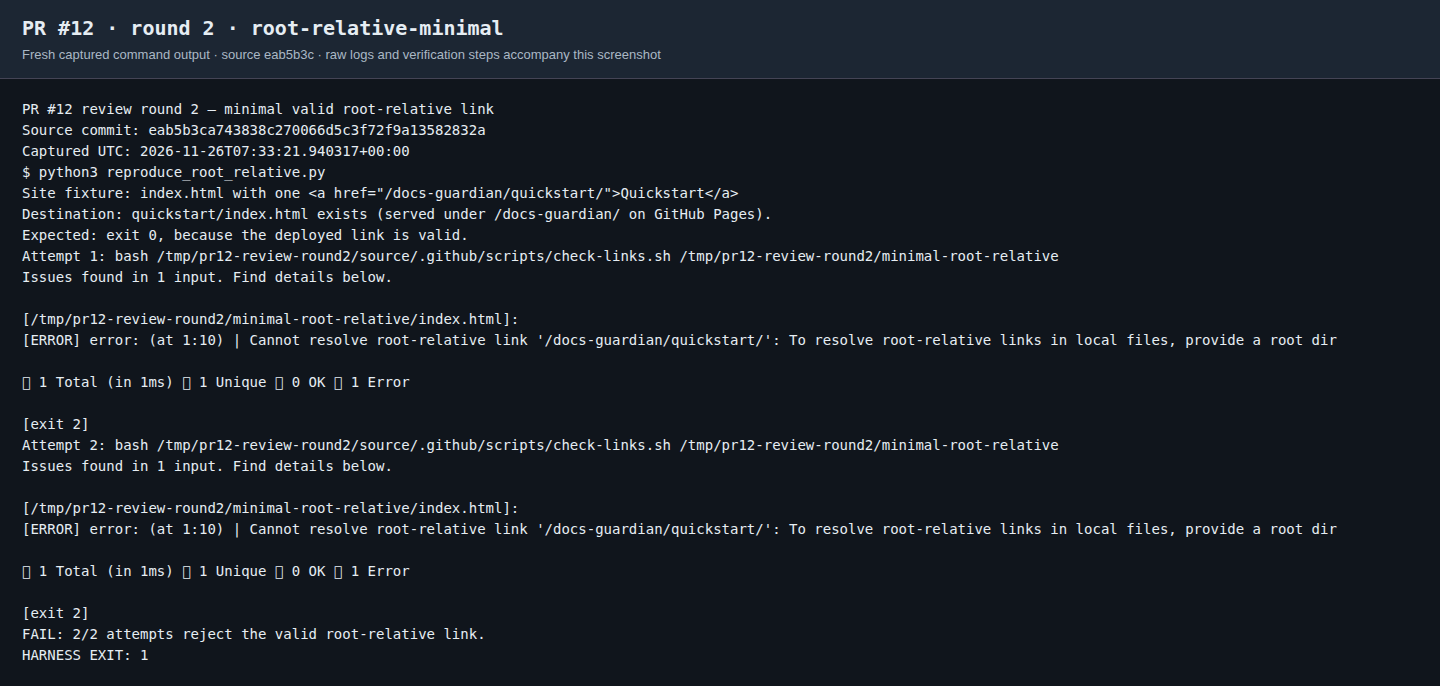 PR #12 · round 2 · root-relative-minimal
Fresh captured command output · source eab5b3c · raw logs and verification steps accompany this screenshot
PR #12 review round 2 — minimal valid root-relative link
Source commit: eab5b3ca743838c270066d5c3f72f9a13582832a
Captured UTC: 2026-11-26T07:33:21.940317+00:00
$ python3 reproduce_root_relative.py
Site fixture: index.html with one <a href="/docs-guardian/quickstart/">Quickstart</a>
Destination: quickstart/index.html exists (served under /docs-guardian/ on GitHub Pages).
Expected: exit 0, because the deployed link is valid.
Attempt 1: bash /tmp/pr12-review-round2/source/.github/scripts/check-links.sh /tmp/pr12-review-round2/minimal-root-relative
Issues found in 1 input. Find details below.
[/tmp/pr12-review-round2/minimal-root-relative/index.html]:
[ERROR] error: (at 1:10) | Cannot resolve root-relative link '/docs-guardian/quickstart/': To resolve root-relative links in local files, provide a root dir
1 Total (in 1ms) 1 Unique 0 OK 1 Error
[exit 2]
Attempt 2: bash /tmp/pr12-review-round2/source/.github/scripts/check-links.sh /tmp/pr12-review-round2/minimal-root-relative
Issues found in 1 input. Find details below.
[/tmp/pr12-review-round2/minimal-root-relative/index.html]:
[ERROR] error: (at 1:10) | Cannot resolve root-relative link '/docs-guardian/quickstart/': To resolve root-relative links in local files, provide a root dir
1 Total (in 1ms) 1 Unique 0 OK 1 Error
[exit 2]
FAIL: 2/2 attempts reject the valid root-relative link.
HARNESS EXIT: 1